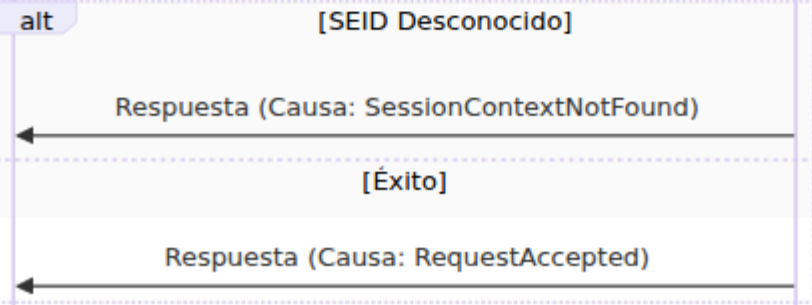 alt
[SEID Desconocido]
Respuesta (Causa: SessionContextNotFound)
[Éxito]
Respuesta (Causa: RequestAccepted)